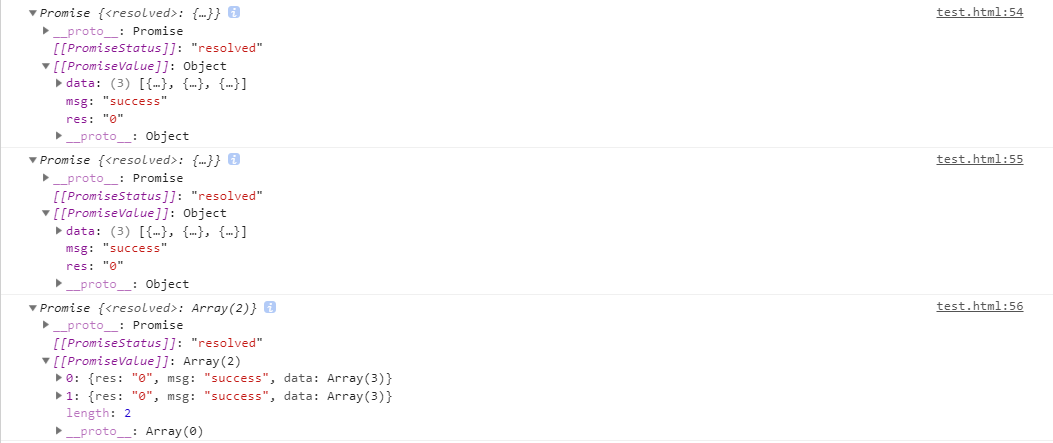 ▼Promise {<resolved>: {…}} i test.html:54
▶__proto__: Promise
[[PromiseStatus]]: "resolved"
▼[[PromiseValue]]: Object
▶data: (3) [{…}, {…}, {…}]
msg: "success"
res: "0"
▶__proto__: Object
▼Promise {<resolved>: {…}} i test.html:55
▶__proto__: Promise
[[PromiseStatus]]: "resolved"
▼[[PromiseValue]]: Object
▶data: (3) [{…}, {…}, {…}]
msg: "success"
res: "0"
▶__proto__: Object
▼Promise {<resolved>: Array(2)} i test.html:56
▶__proto__: Promise
[[PromiseStatus]]: "resolved"
▼[[PromiseValue]]: Array(2)
▶0: {res: "0", msg: "success", data: Array(3)}
▶1: {res: "0", msg: "success", data: Array(3)}
length: 2
▶__proto__: Array(0)